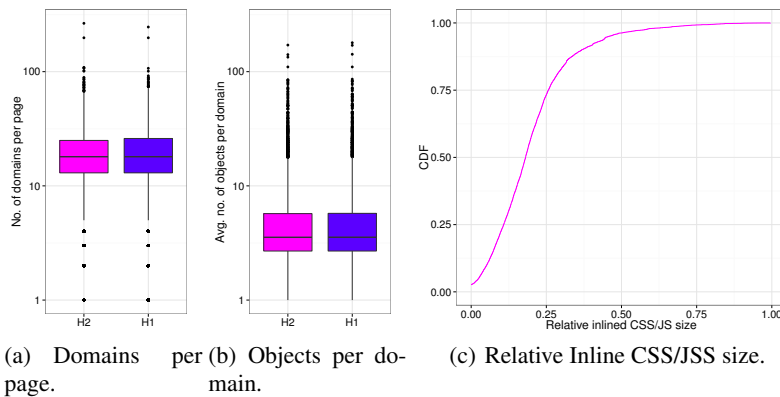 No. of domains per page
100
10
1
H2
H1
Avg. no. of objects per domain
100
10
1
H2
H1
CDF
1.00
0.75
0.50
0.25
0.00
0.00
0.25
0.50
0.75
1.00
Relative inlined CSS/JS size
(a) Domains per
page.
(b) Objects per do-
main.
(c) Relative Inline CSS/JSS size.